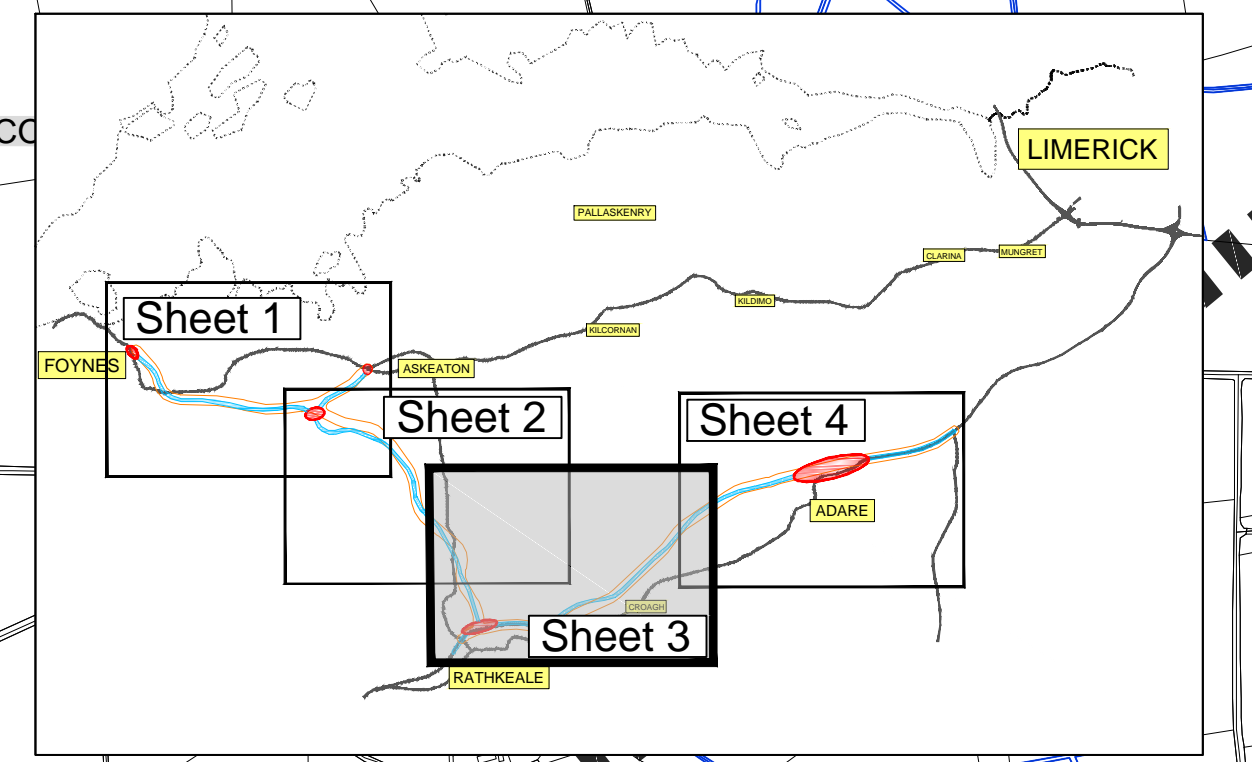 CO
LIMERICK
PALLASKENRY
CLARINA
MUNGRET
KILDIMO
Sheet 1
KILCORNAN
FOYNES
ASKEATON
Sheet 2
Sheet 4
ADARE
CROAGH
Sheet 3
RATHKEALE